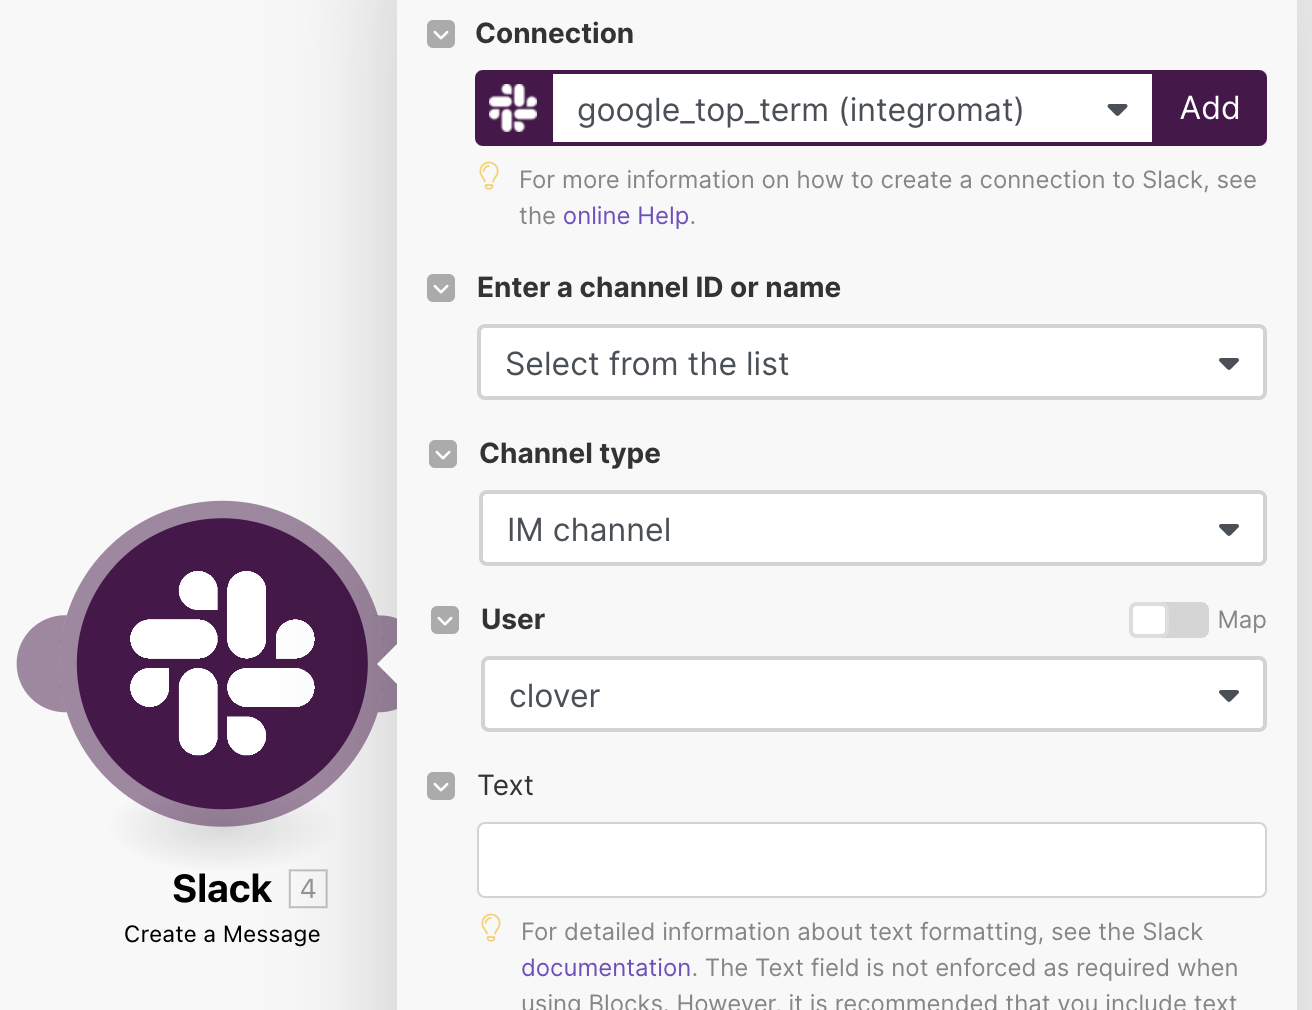 Connection
google_top_term (integromat)
Add
For more information on how to create a connection to Slack, see
the online Help.
Enter a channel ID or name
Select from the list
Channel type
IM channel
User
Map
clover
Text
For detailed information about text formatting, see the Slack
documentation. The Text field is not enforced as required when
using Blocks. However, it is recommended that you include text
Slack 4
Create a Message